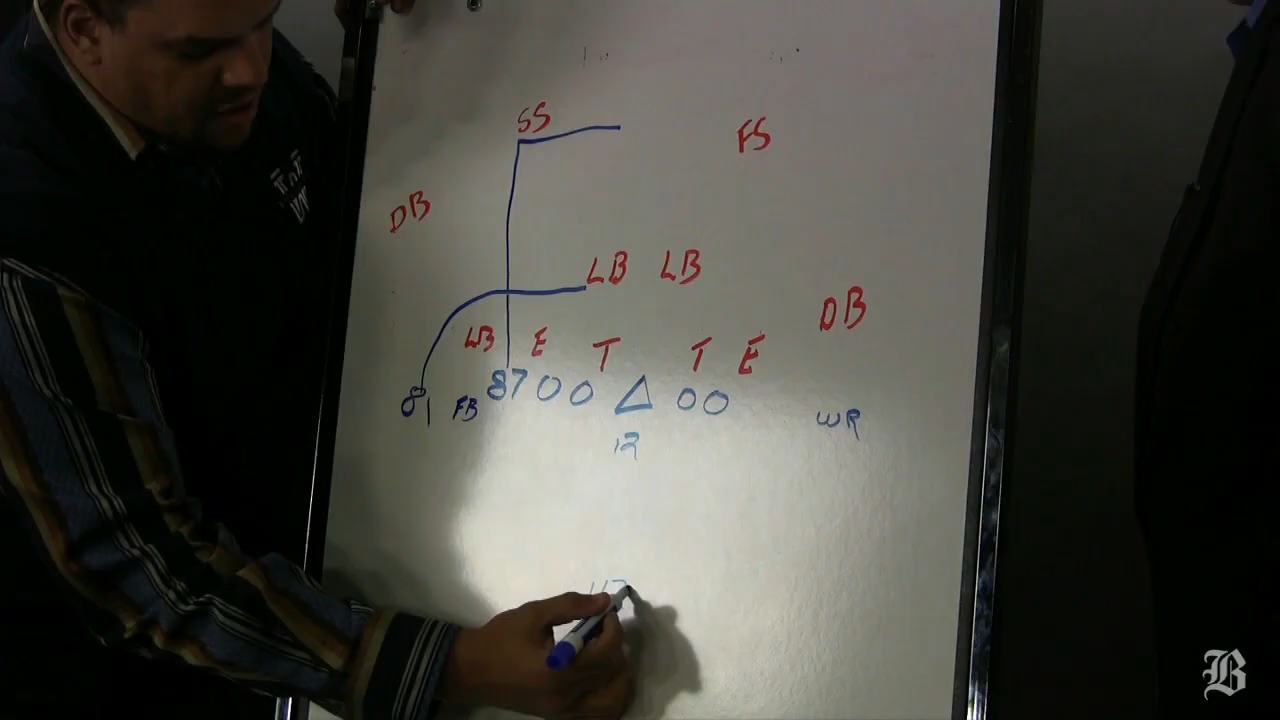 SS
FS
DB
LB LB
DB
LB E T T E
81 FB 87 O O O O WR
12
B